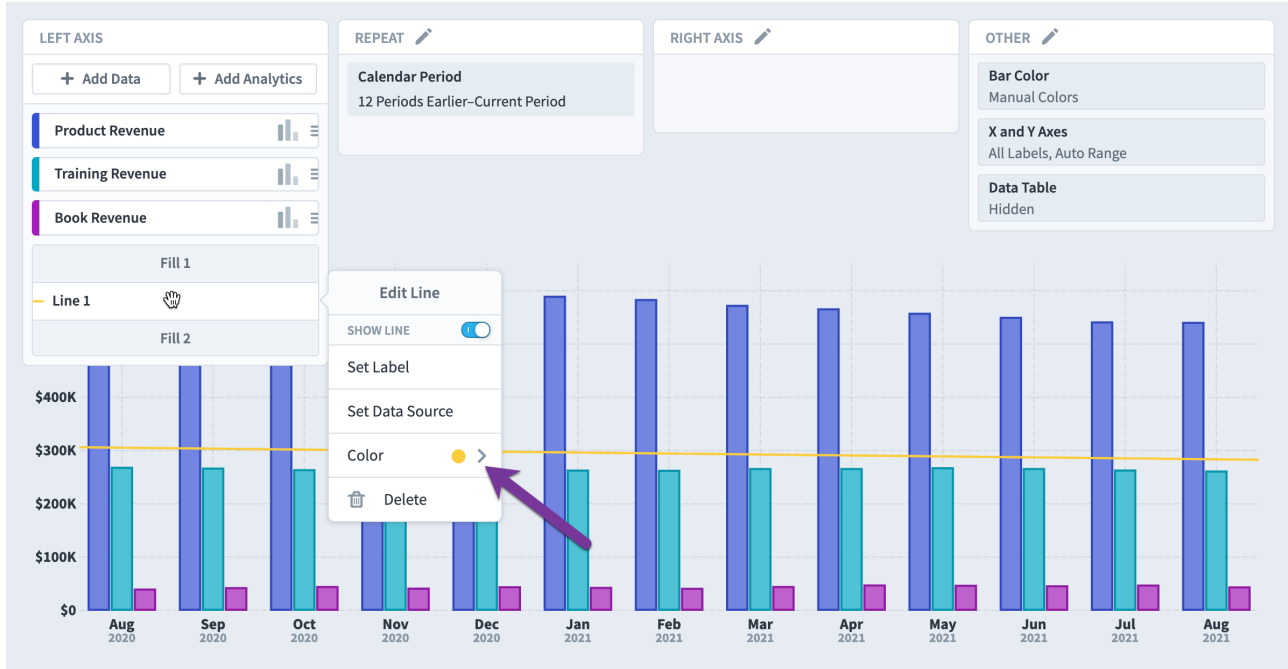 LEFT AXIS
+ Add Data
+ Add Analytics
Product Revenue
Training Revenue
Book Revenue
Fill 1
Line 1
Fill 2
REPEAT
Calendar Period
12 Periods Earlier–Current Period
RIGHT AXIS
OTHER
Bar Color
Manual Colors
X and Y Axes
All Labels, Auto Range
Data Table
Hidden
Edit Line
SHOW LINE
Set Label
Set Data Source
Color
Delete
$400K
$300K
$200K
$100K
$0
Aug Sep Oct Nov Dec Jan Feb Mar Apr May Jun Jul Aug
2020 2020 2020 2020 2020 2021 2021 2021 2021 2021 2021 2021 2021